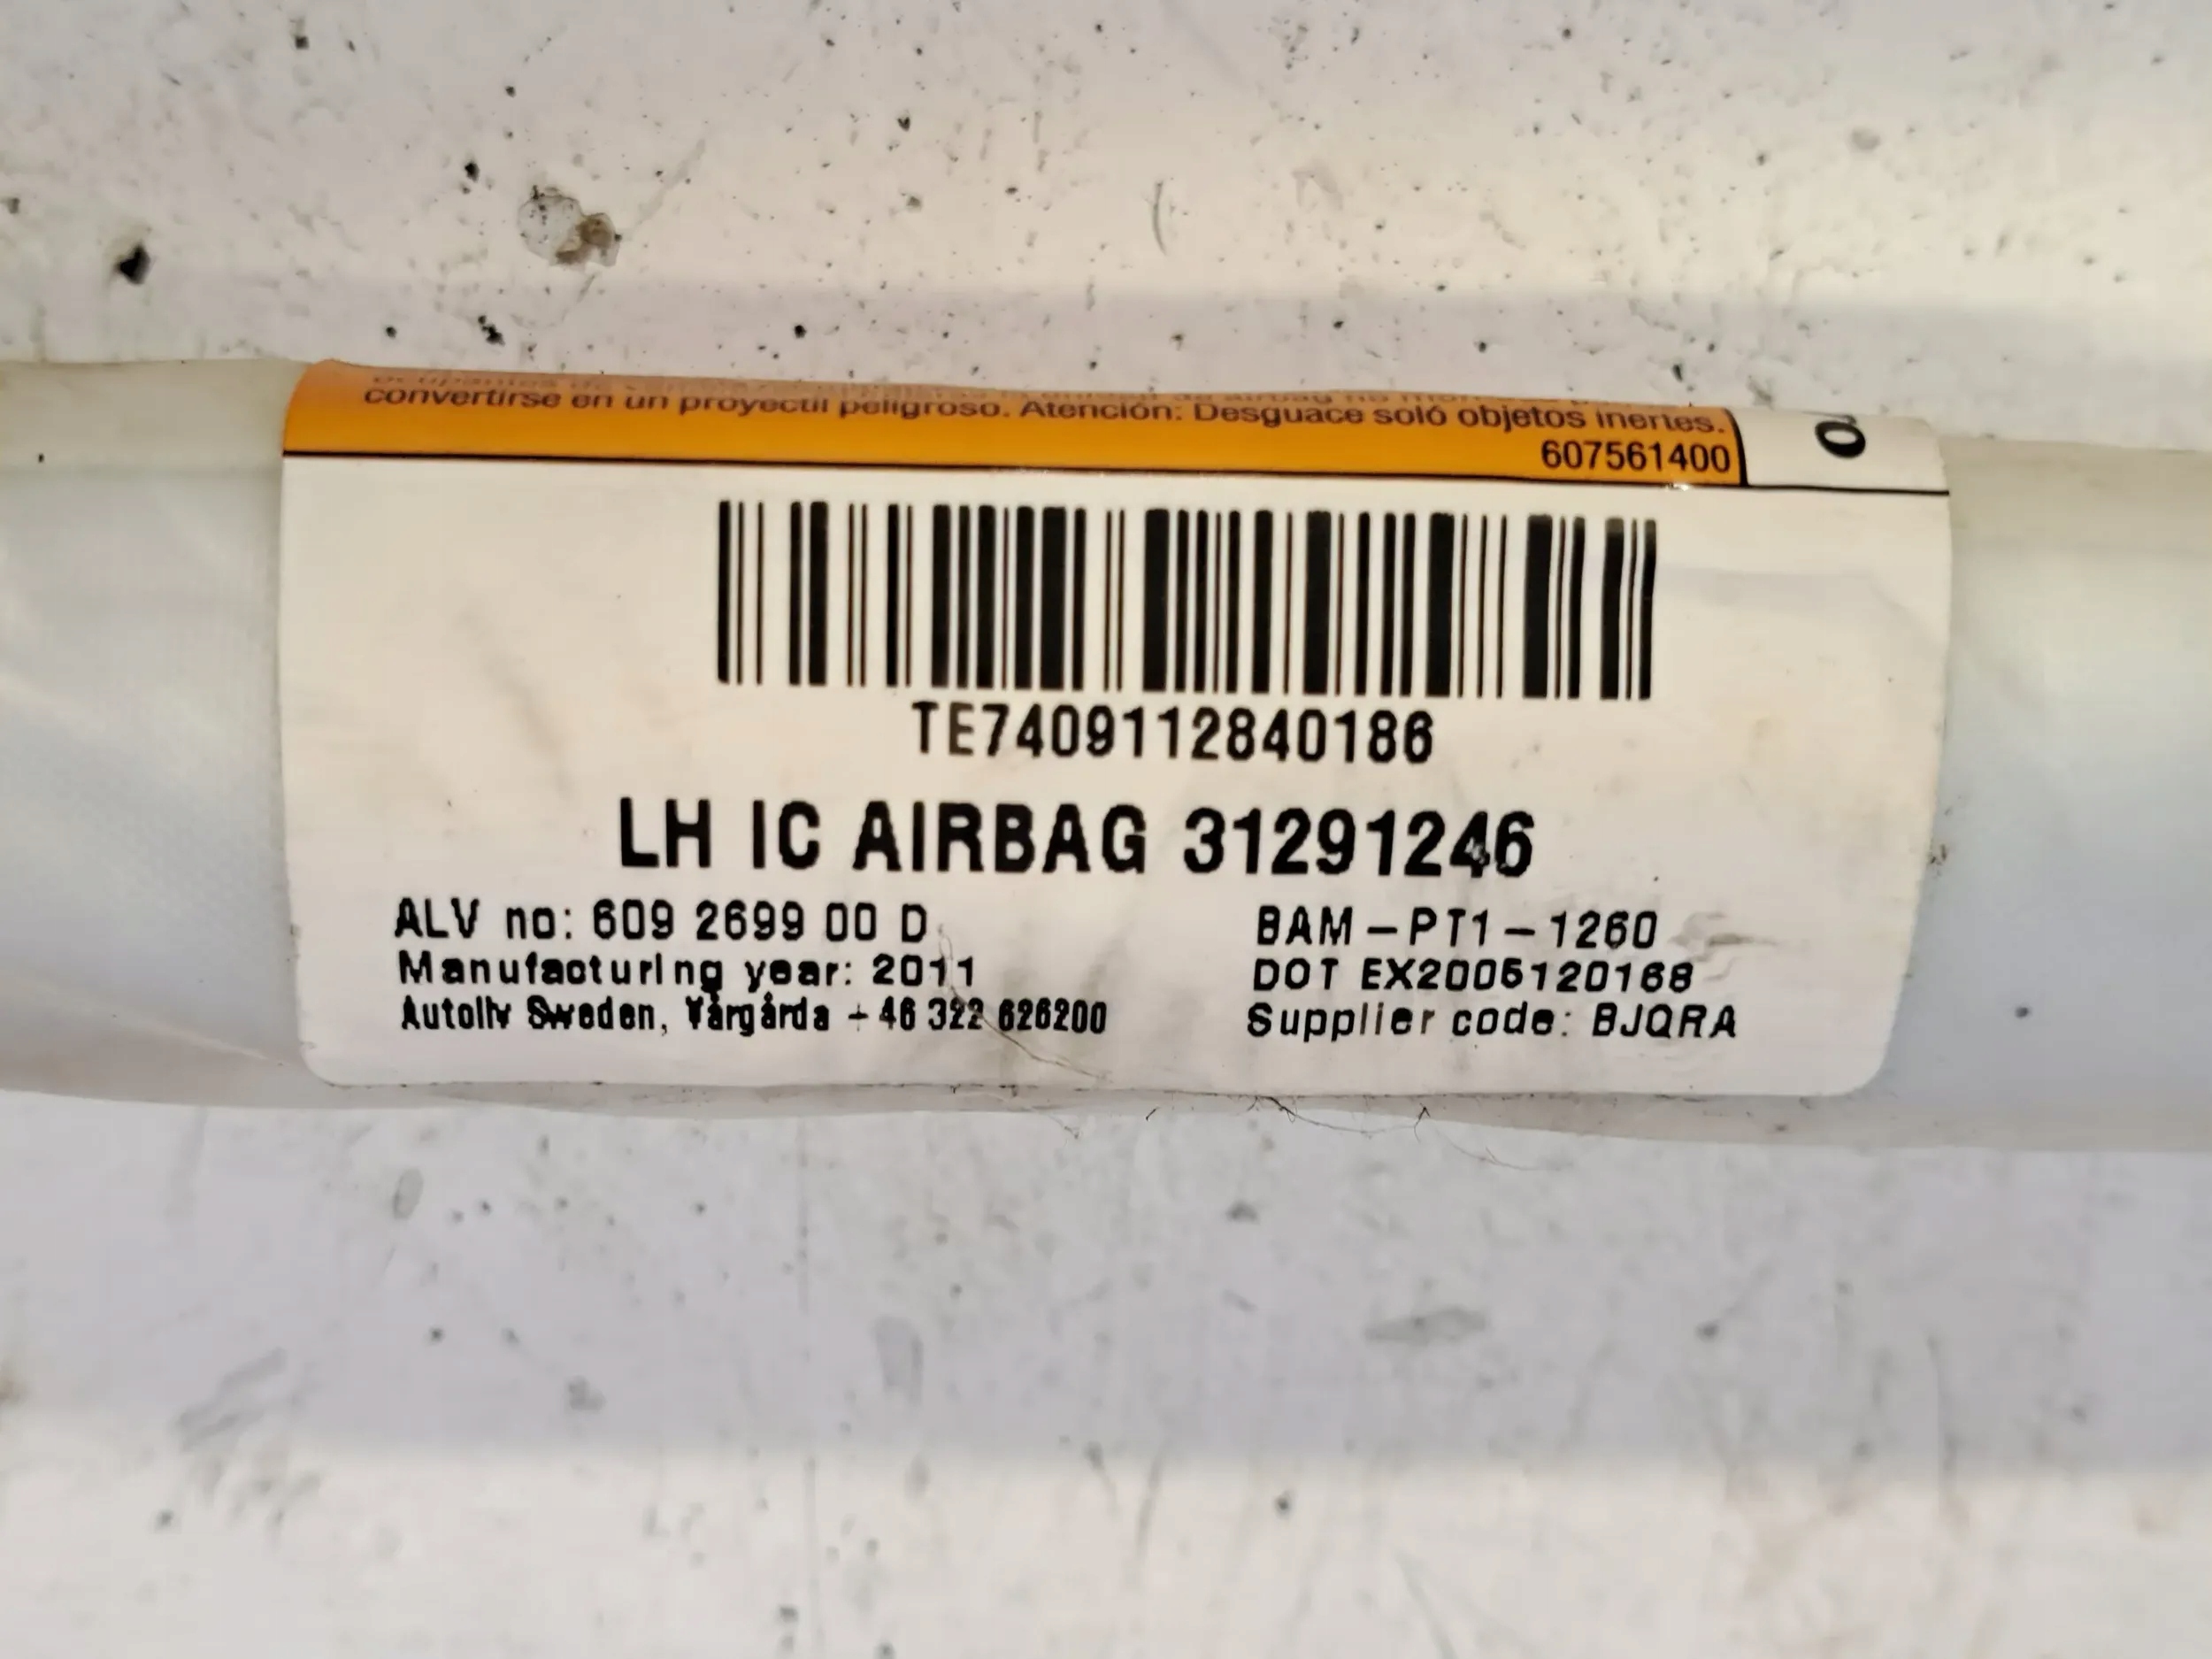 convertirse en un proyectil peligroso. Atención: Desguace soló objetos inertes.
607561400
TE7409112840186
LH IC AIRBAG 31291246
ALV no: 609 2699 00 D
BAM-PT1-1260
Manufacturing year: 2011
DOT EX2005120168
Autoliv Sweden, Vårgårda +46 322 626200
Supplier code: BJQRA